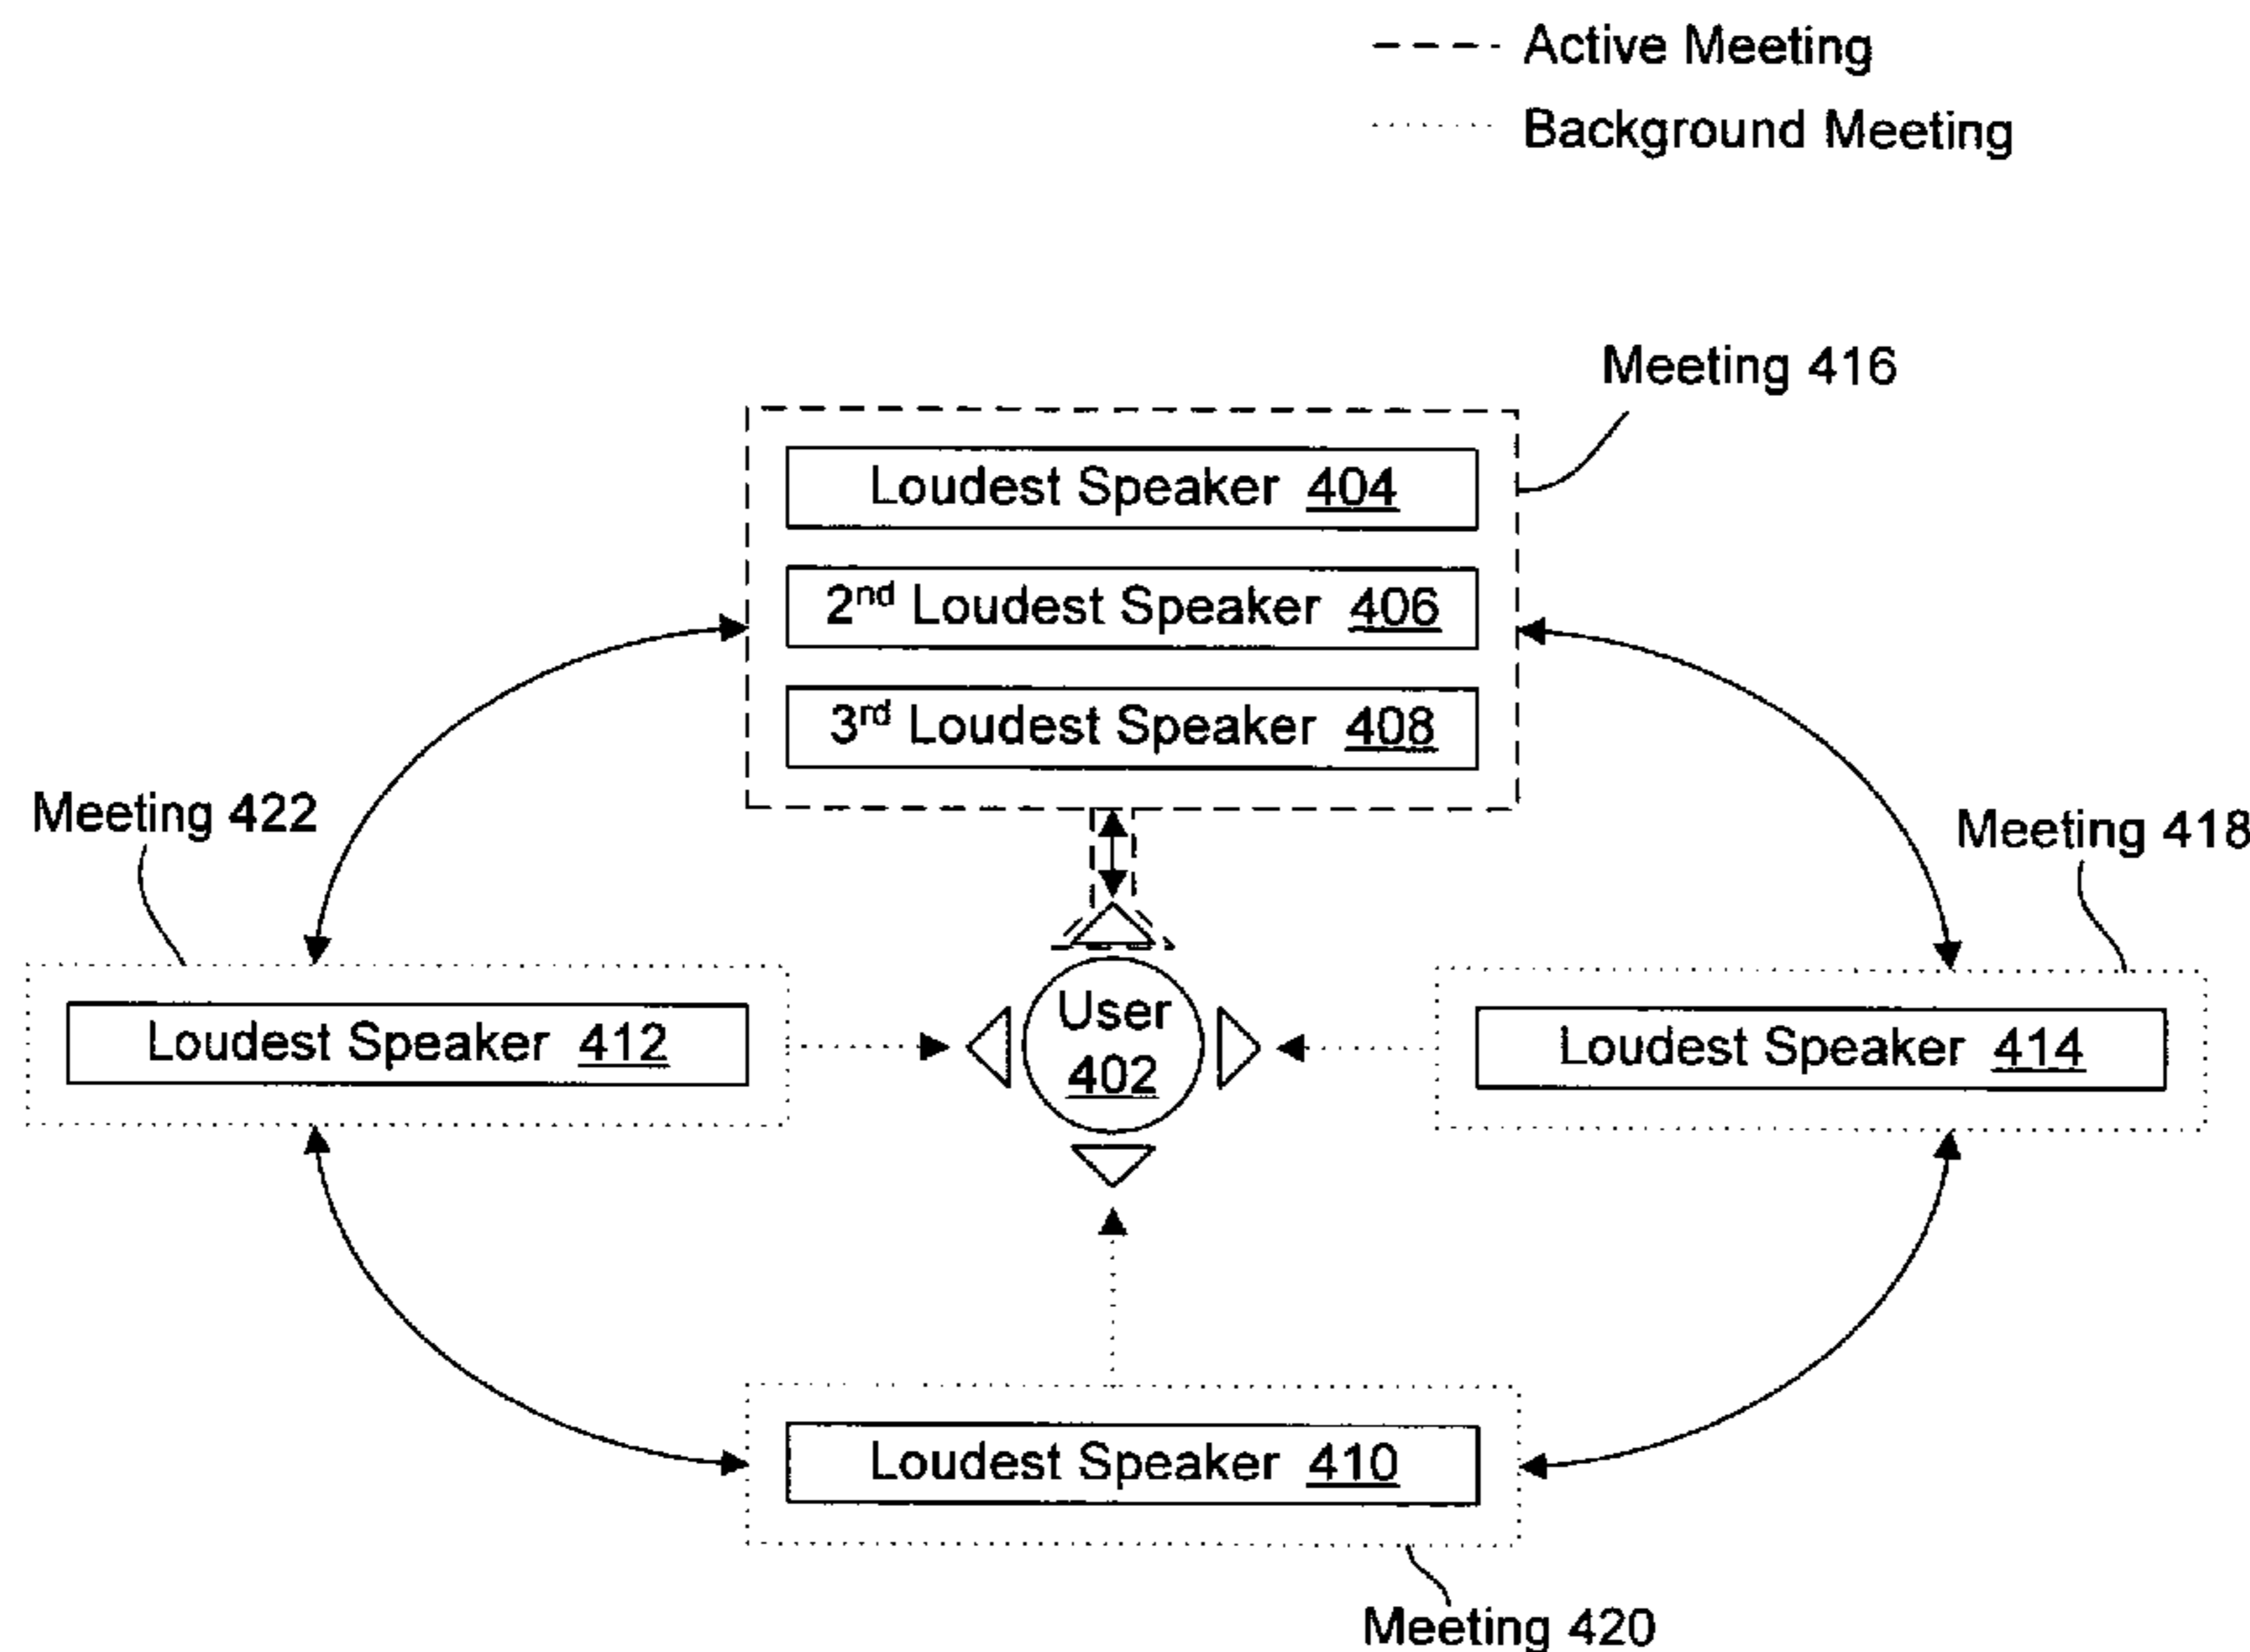 Active Meeting
Background Meeting
Meeting 416
Loudest Speaker 404
2nd Loudest Speaker 406
3rd Loudest Speaker 408
Meeting 422
Meeting 418
Loudest Speaker 412
User
402
Loudest Speaker 414
Loudest Speaker 410
Meeting 420